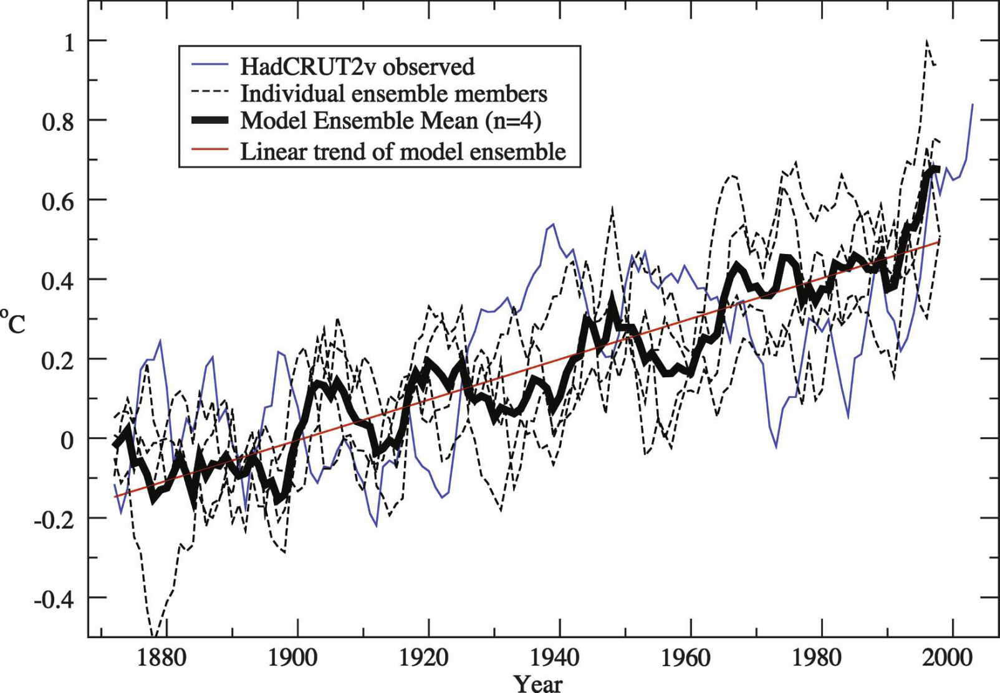 1
0.8
0.6
0.4
0.2
0
-0.2
-0.4
ºC
HadCRUT2v observed
Individual ensemble members
Model Ensemble Mean (n=4)
Linear trend of model ensemble
1880 1900 1920 1940 1960 1980 2000
Year